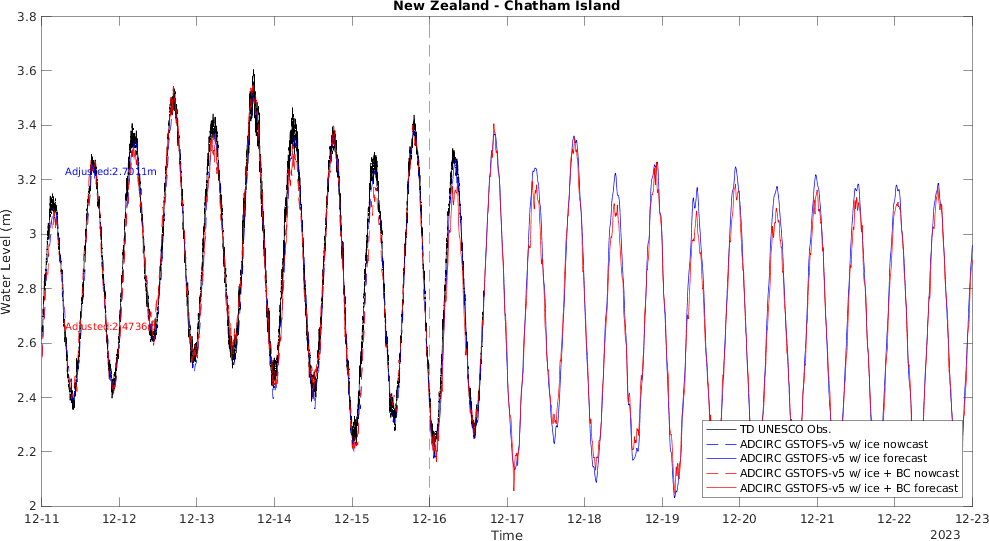 New Zealand - Chatham Island
3.8
3.6
3.4
3.2
3
2.8
2.6
2.4
2.2
2
Water Level (m)
Adjusted:2.7011m
Adjusted:2.4736m
TD UNESCO Obs.
ADCIRC GSTOFS-v5 w/ ice nowcast
ADCIRC GSTOFS-v5 w/ ice forecast
ADCIRC GSTOFS-v5 w/ ice + BC nowcast
ADCIRC GSTOFS-v5 w/ ice + BC forecast
12-11 12-12 12-13 12-14 12-15 12-16 12-17 12-18 12-19 12-20 12-21 12-22 12-23
Time
2023